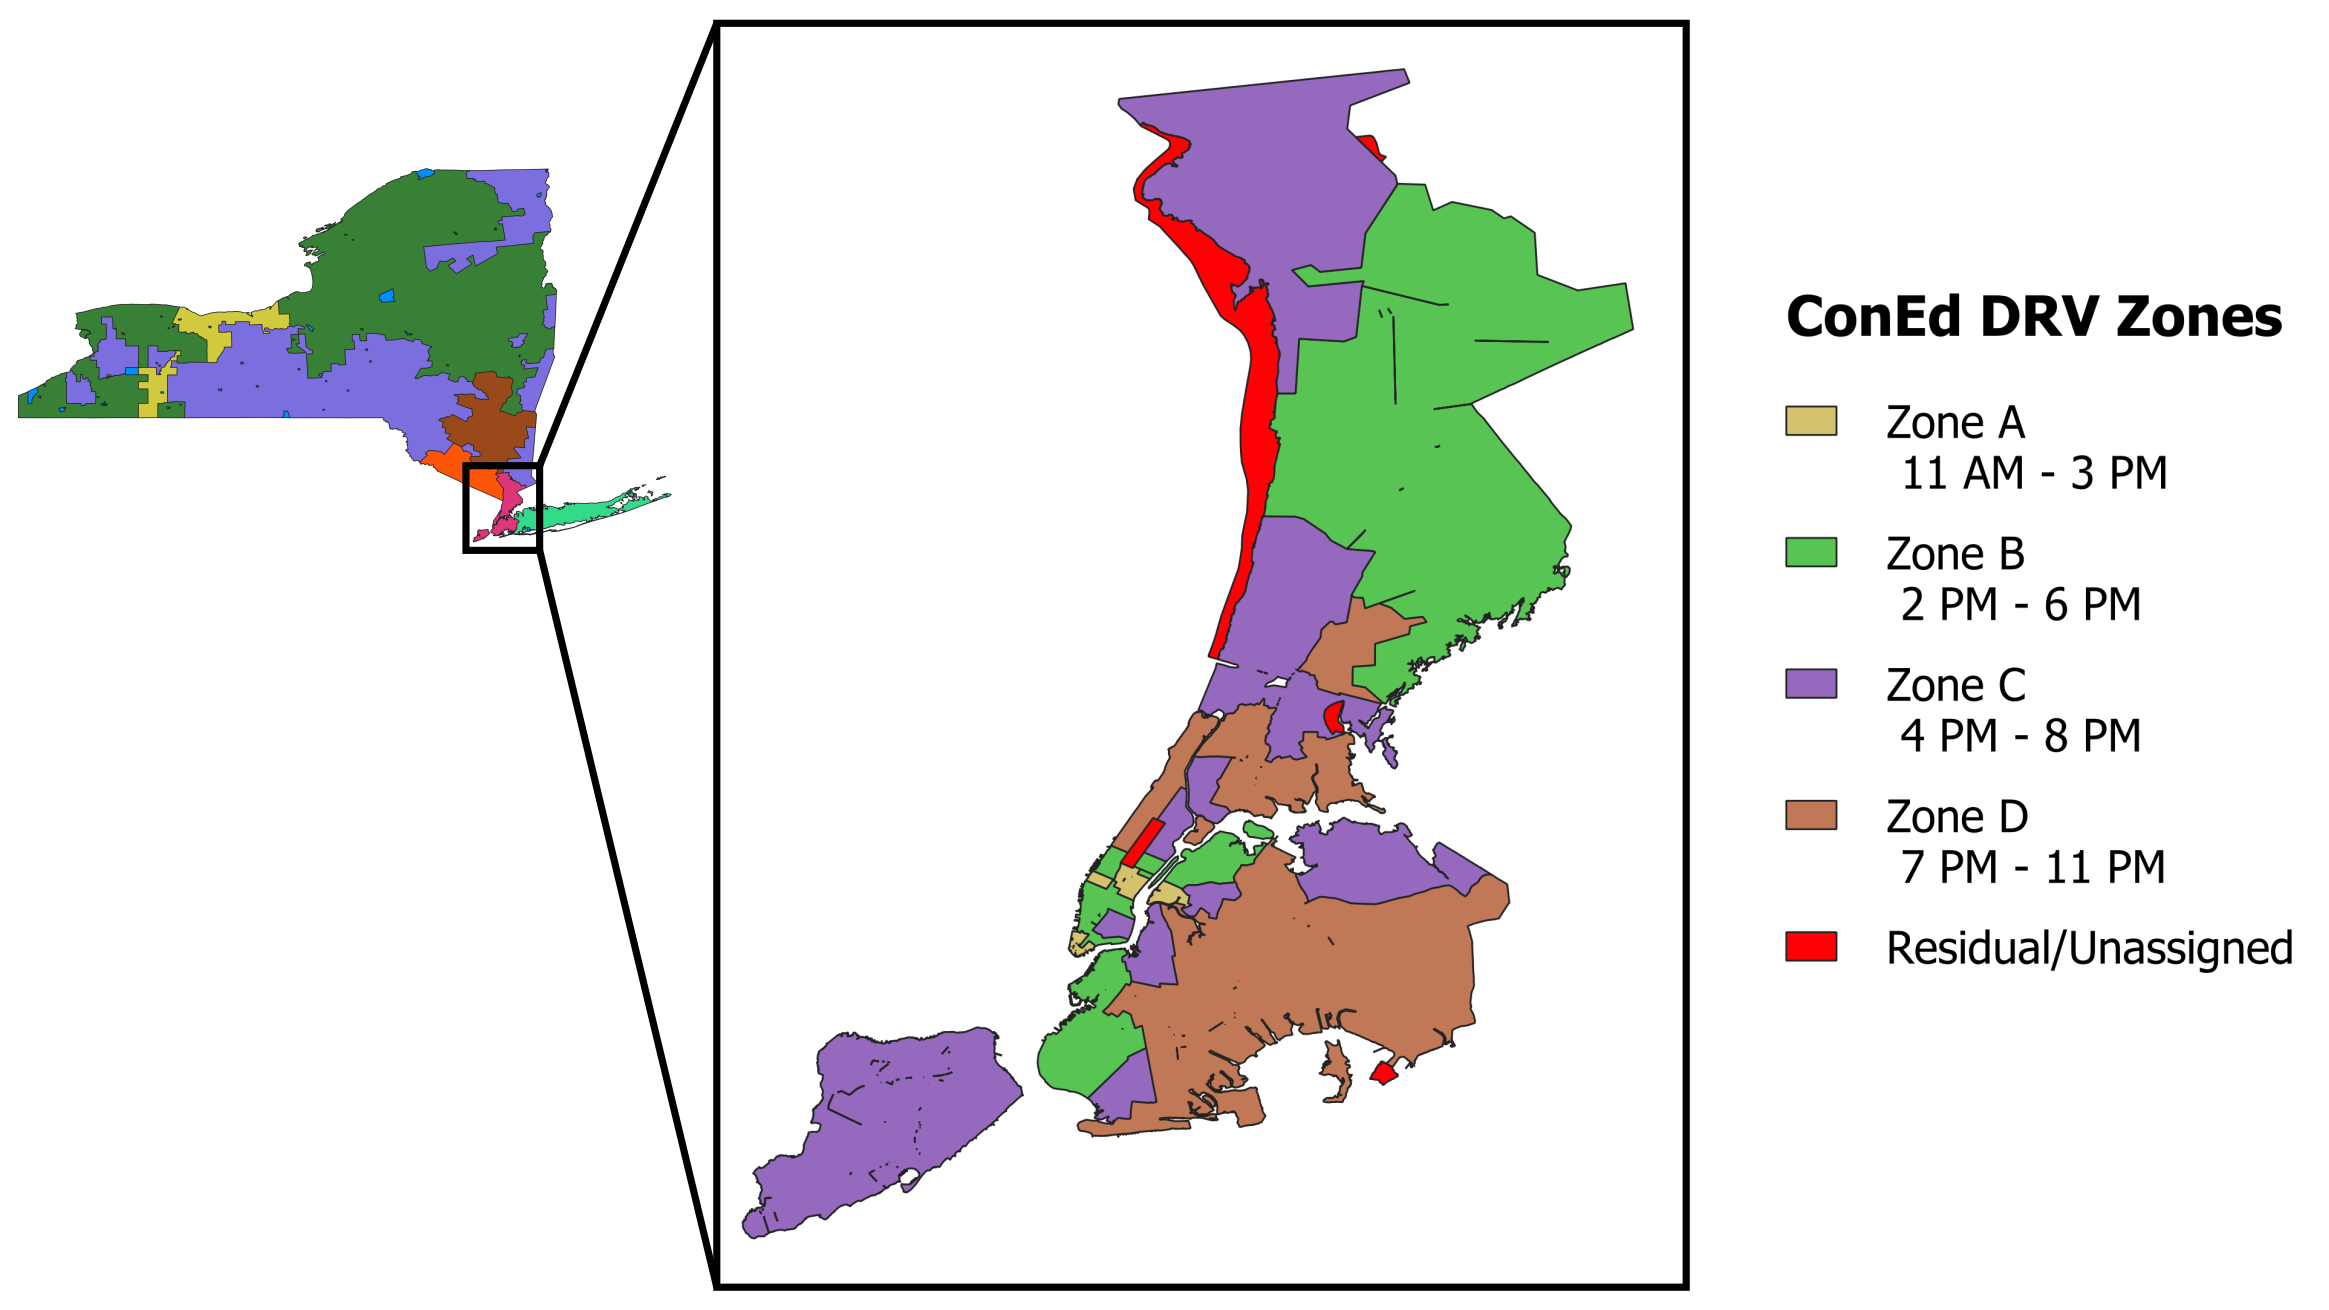 ConEd DRV Zones
Zone A
11 AM - 3 PM
Zone B
2 PM - 6 PM
Zone C
4 PM - 8 PM
Zone D
7 PM - 11 PM
Residual/Unassigned